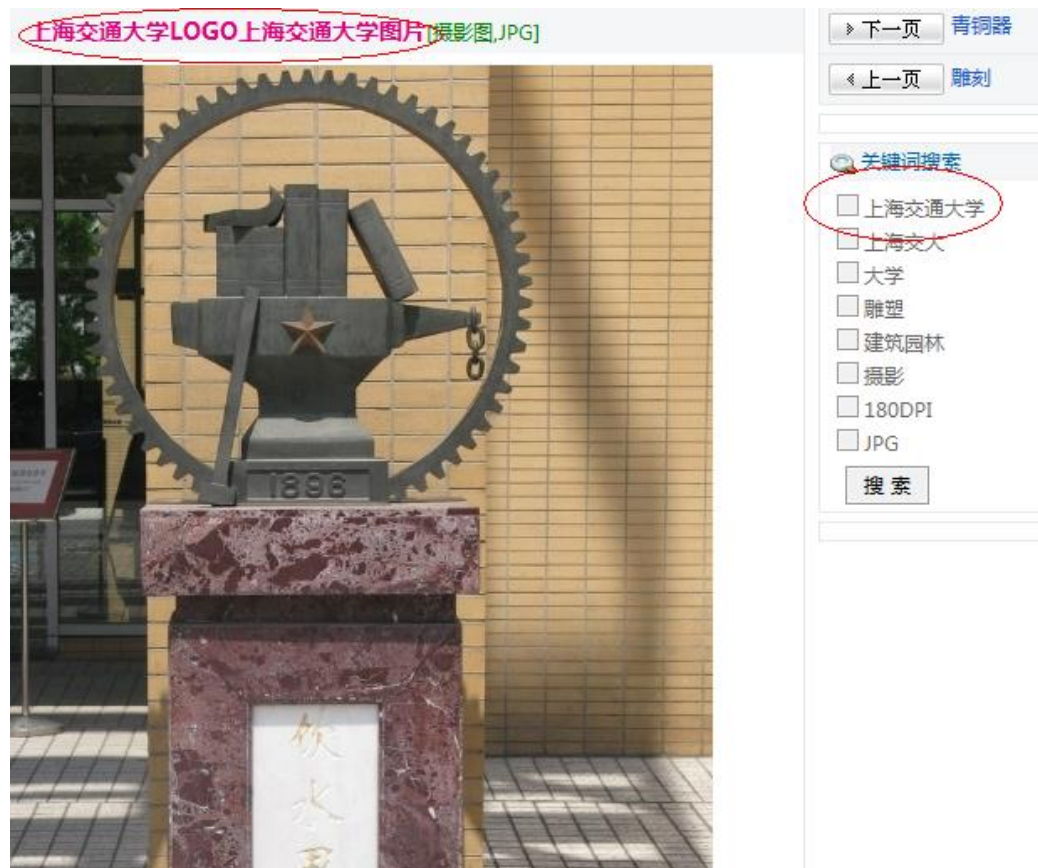 上海交通大学LOGO上海交通大学图片[摄影图,JPG]
下一页 青铜器
上一页 雕刻
关键词搜索
上海交通大学
上海交大
大学
雕塑
建筑园林
摄影
180DPI
JPG
搜 索
1896
饮
水
思